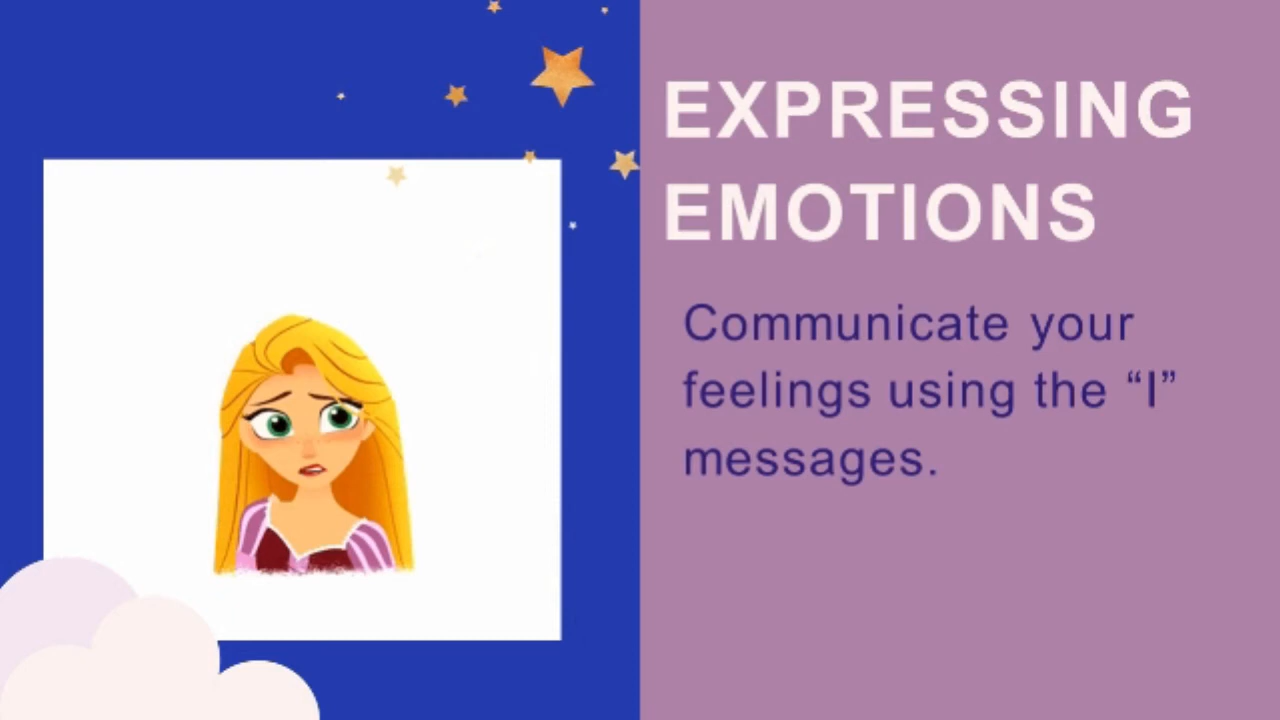 EXPRESSING
EMOTIONS
Communicate your
feelings using the “I”
messages.